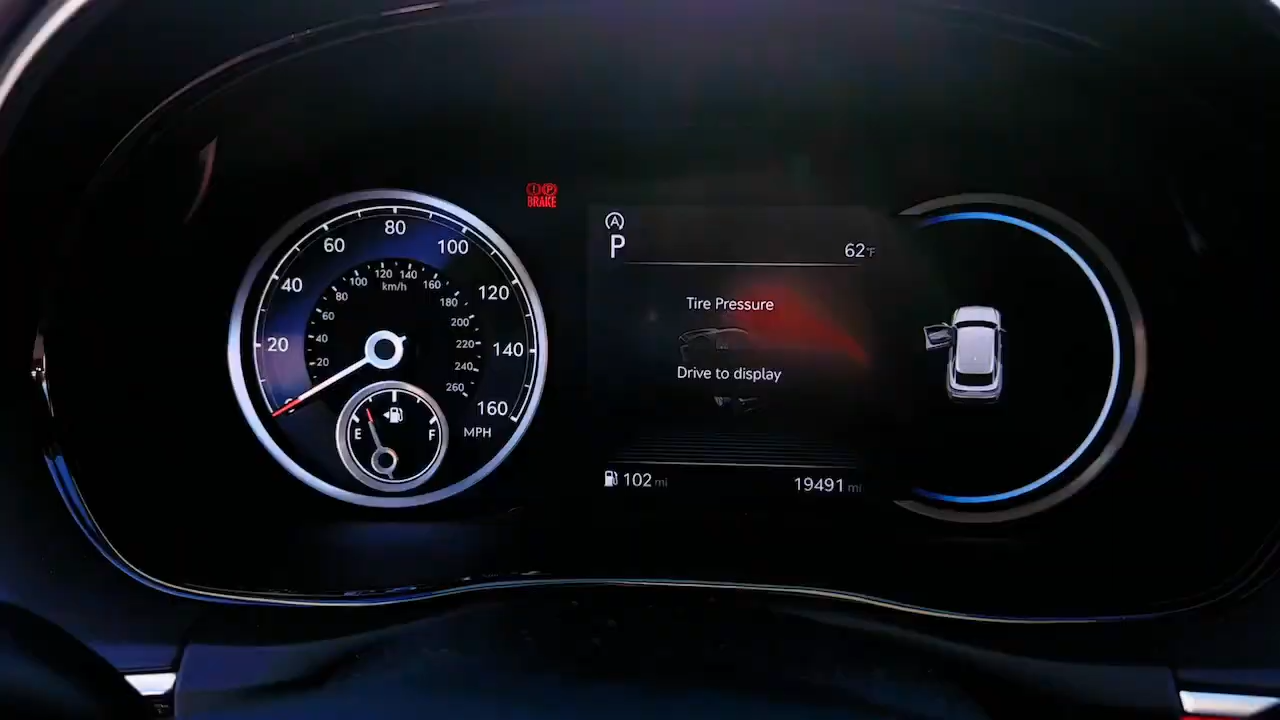 BRAKE
P
A
P
62°F
Tire Pressure
Drive to display
102 mi
19491 mi
20
40
60
80
100
120
140
160
MPH
20
40
60
80
100
120
140
160
180
200
220
240
260
km/h
E
F